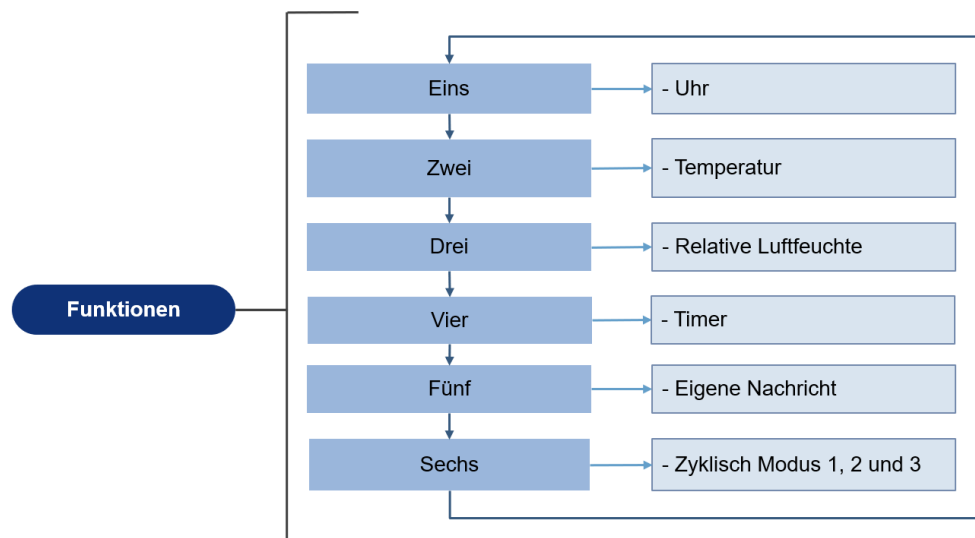 Funktionen
Eins
- Uhr
Zwei
- Temperatur
Drei
- Relative Luftfeuchte
Vier
- Timer
Fünf
- Eigene Nachricht
Sechs
- Zyklisch Modus 1, 2 und 3